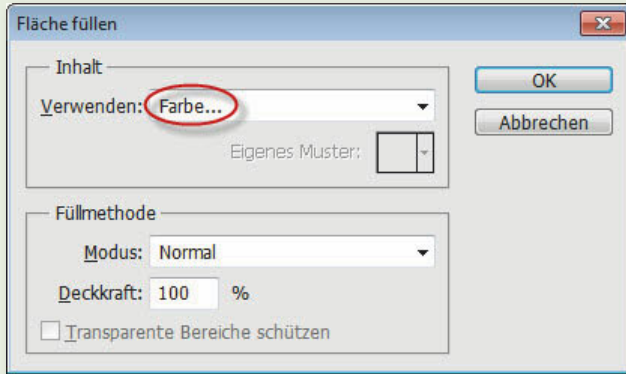 Fläche füllen
Inhalt
Verwenden: Farbe...
Eigenes Muster:
OK
Abbrechen
Füllmethode
Modus: Normal
Deckkraft: 100 %
Transparente Bereiche schützen